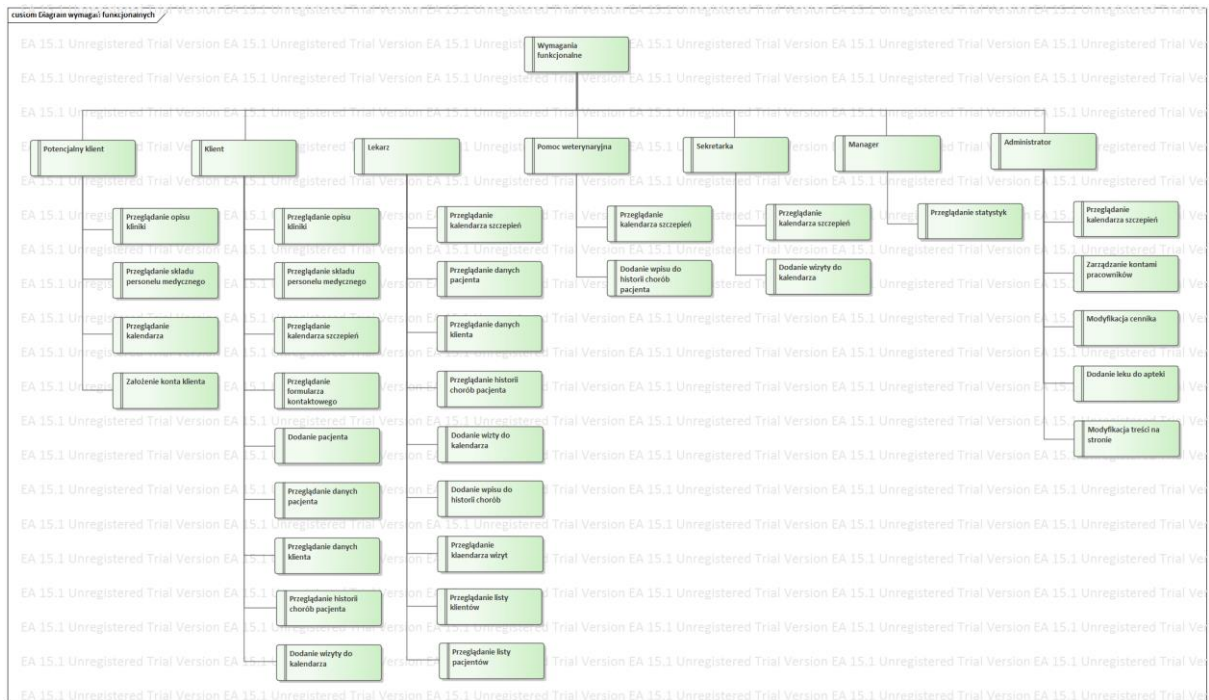 custom Diagram wymagań funkcjonalnych
Wymagania
funkcjonalne
Potencjalny klient
Przeglądanie opisu
kliniki
Przeglądanie składu
personelu medycznego
Przeglądanie
kalendarza
Założenie konta klienta
Klient
Przeglądanie opisu
kliniki
Przeglądanie składu
personelu medycznego
Przeglądanie
kalendarza szczepień
Przeglądanie
formularza
kontaktowego
Dodanie pacjenta
Przeglądanie danych
pacjenta
Przeglądanie danych
klienta
Przeglądanie historii
chorób pacjenta
Dodanie wizyty do
kalendarza
Lekarz
Przeglądanie
kalendarza szczepień
Przeglądanie danych
pacjenta
Przeglądanie danych
klienta
Przeglądanie historii
chorób pacjenta
Dodanie wizty do
kalendarza
Dodanie wpisu do
historii chorób
Przeglądanie
klaendarza wizyt
Przeglądanie listy
klientów
Przeglądanie listy
pacjentów
Pomoc weterynaryjna
Przeglądanie
kalendarza szczepień
Dodanie wpisu do
historii chorób
pacjenta
Sekretarka
Przeglądanie
kalendarza szczepień
Dodanie wizyty do
kalendarza
Manager
Przeglądanie statystyk
Administrator
Przeglądanie
kalendarza szczepień
Zarządzanie kontami
pracowników
Modyfikacja cennika
Dodanie leku do apteki
Modyfikacja treści na
stronie
EA 15.1 Unregistered Trial Version